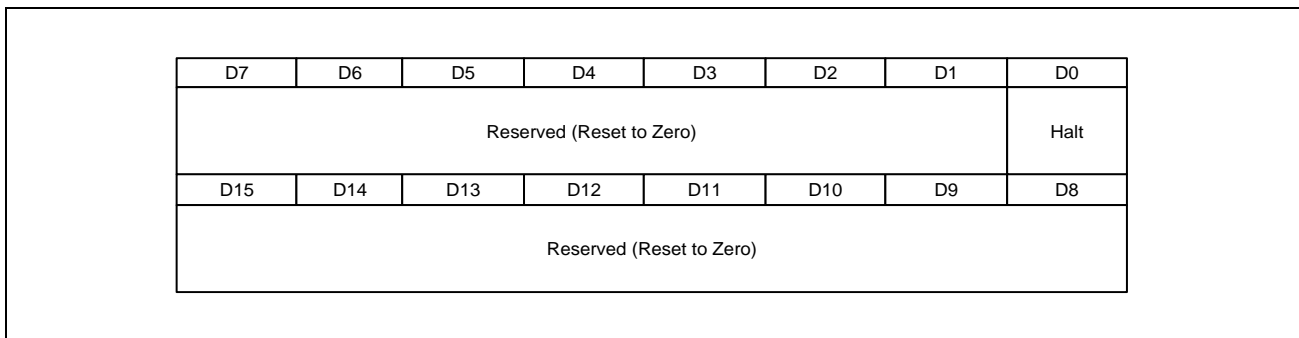 D7 D6 D5 D4 D3 D2 D1 D0
Reserved (Reset to Zero) Halt
D15 D14 D13 D12 D11 D10 D9 D8
Reserved (Reset to Zero)